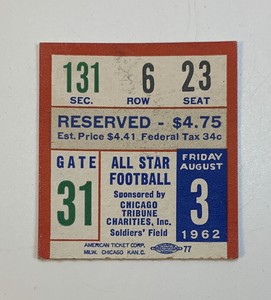 131 6 23
SEC. ROW SEAT
RESERVED - $4.75
Est. Price $4.41 Federal Tax 34c
GATE
31
ALL STAR
FOOTBALL
Sponsored by
CHICAGO
TRIBUNE
CHARITIES, Inc.
Soldiers' Field
FRIDAY
AUGUST
3
1962
AMERICAN TICKET CORP.
MILW. CHICAGO KAN. C.
77